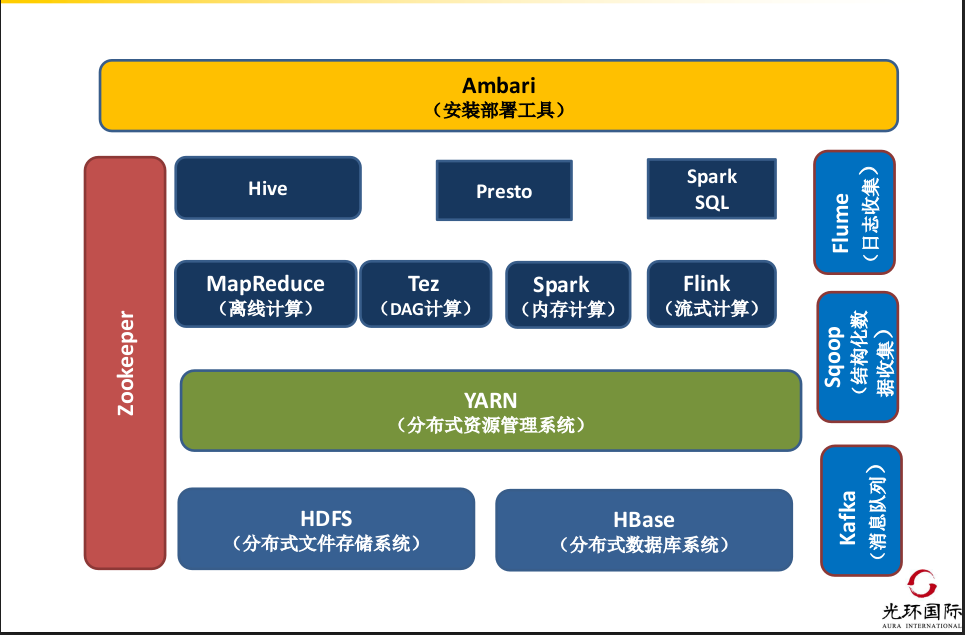 Ambari
（安装部署工具）
Zookeeper
Hive
Presto
Spark
SQL
Flume
（日志收集）
MapReduce
（离线计算）
Tez
（DAG计算）
Spark
（内存计算）
Flink
（流式计算）
Sqoop
（结构化数
据收集）
YARN
（分布式资源管理系统）
HDFS
（分布式文件存储系统）
HBase
（分布式数据库系统）
Kafka
（消息队列）
光环国际
AURA INTERNATIONAL